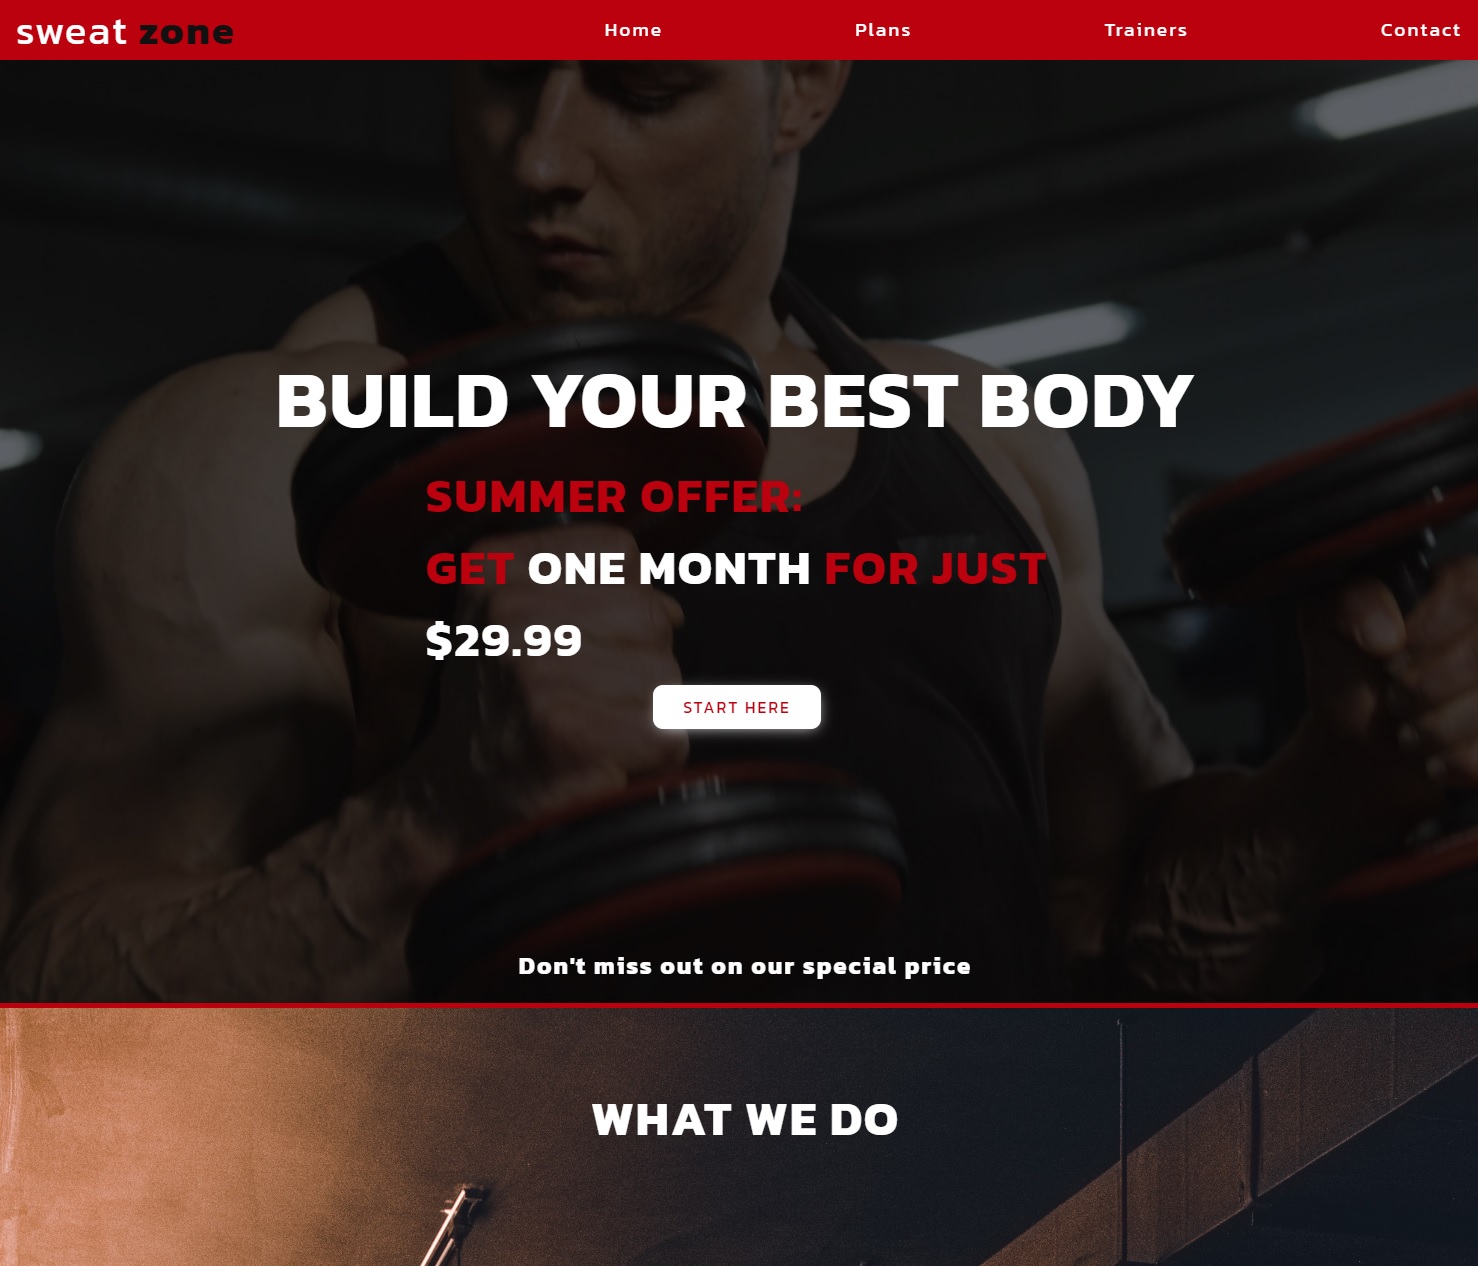 sweat zone
Home Plans Trainers Contact
BUILD YOUR BEST BODY
SUMMER OFFER:
GET ONE MONTH FOR JUST
$29.99
START HERE
Don't miss out on our special price
WHAT WE DO